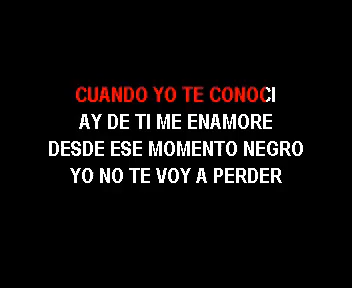 CUANDO YO TE CONOCI
AY DE TI ME ENAMORE
DESDE ESE MOMENTO NEGRO
YO NO TE VOY A PERDER